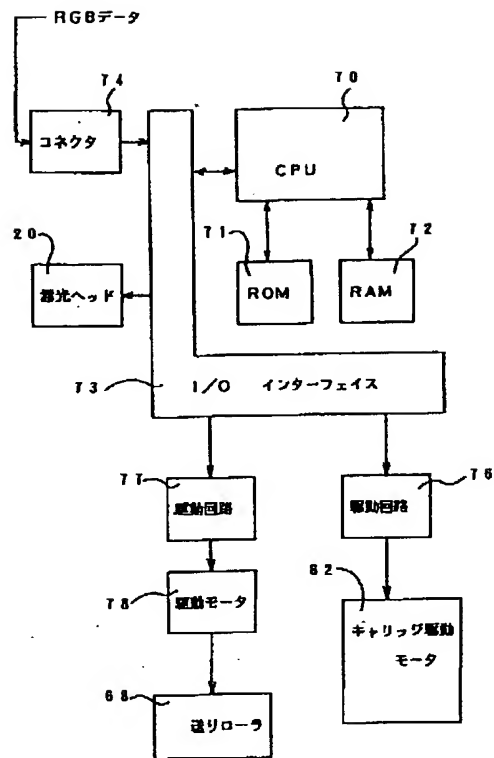 RGBデータ
74
コネクタ
70
CPU
20
露光ヘッド
71
ROM
72
RAM
73
I/O インターフェイス
77
駆動回路
76
駆動回路
78
駆動モータ
62
キャリッジ駆動
モータ
68
送りローラ